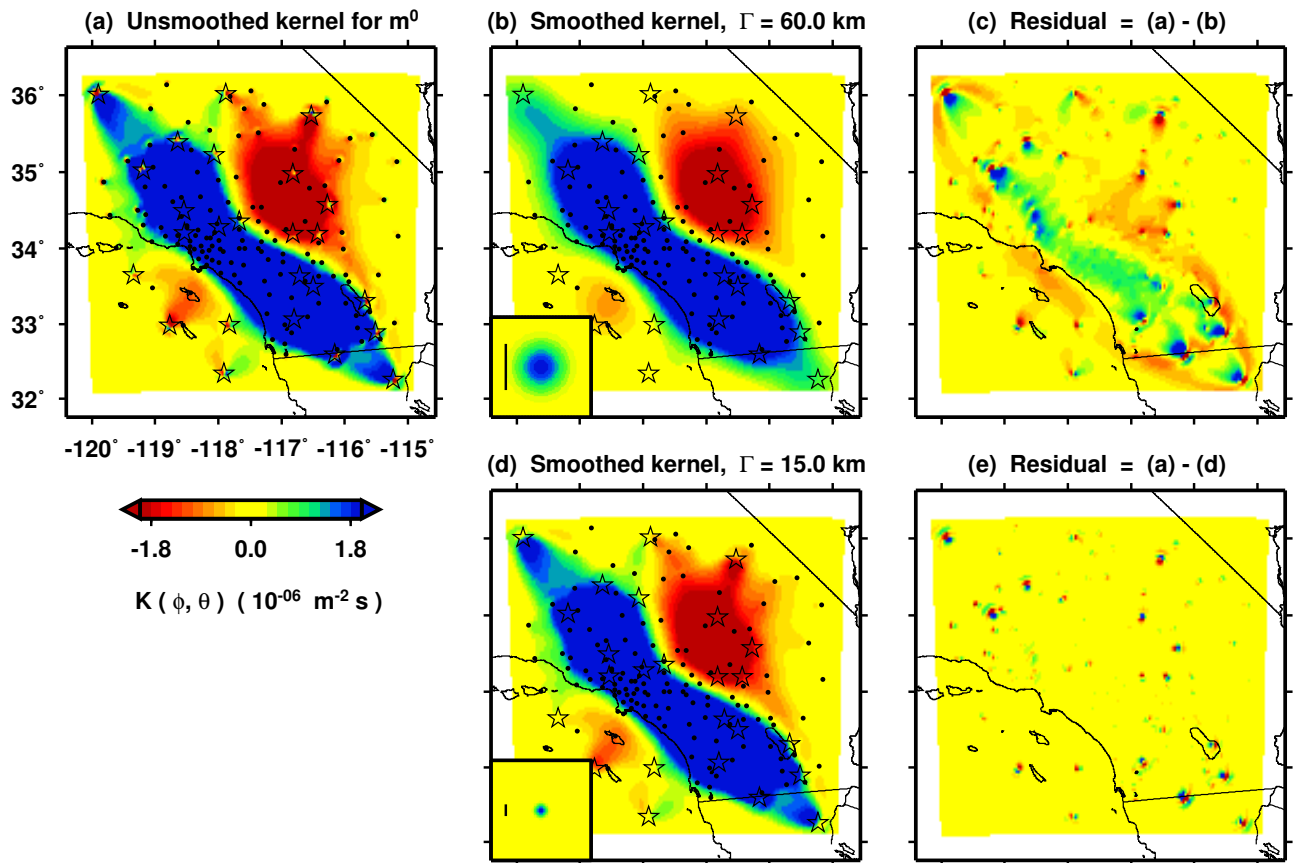 (a) Unsmoothed kernel for m⁰
(b) Smoothed kernel, Γ = 60.0 km
(c) Residual = (a) - (b)
36˚
35˚
34˚
33˚
32˚
-120˚ -119˚ -118˚ -117˚ -116˚ -115˚
(d) Smoothed kernel, Γ = 15.0 km
(e) Residual = (a) - (d)
-1.8 0.0 1.8
K ( ϕ, θ ) ( 10⁻⁰⁶ m⁻² s )